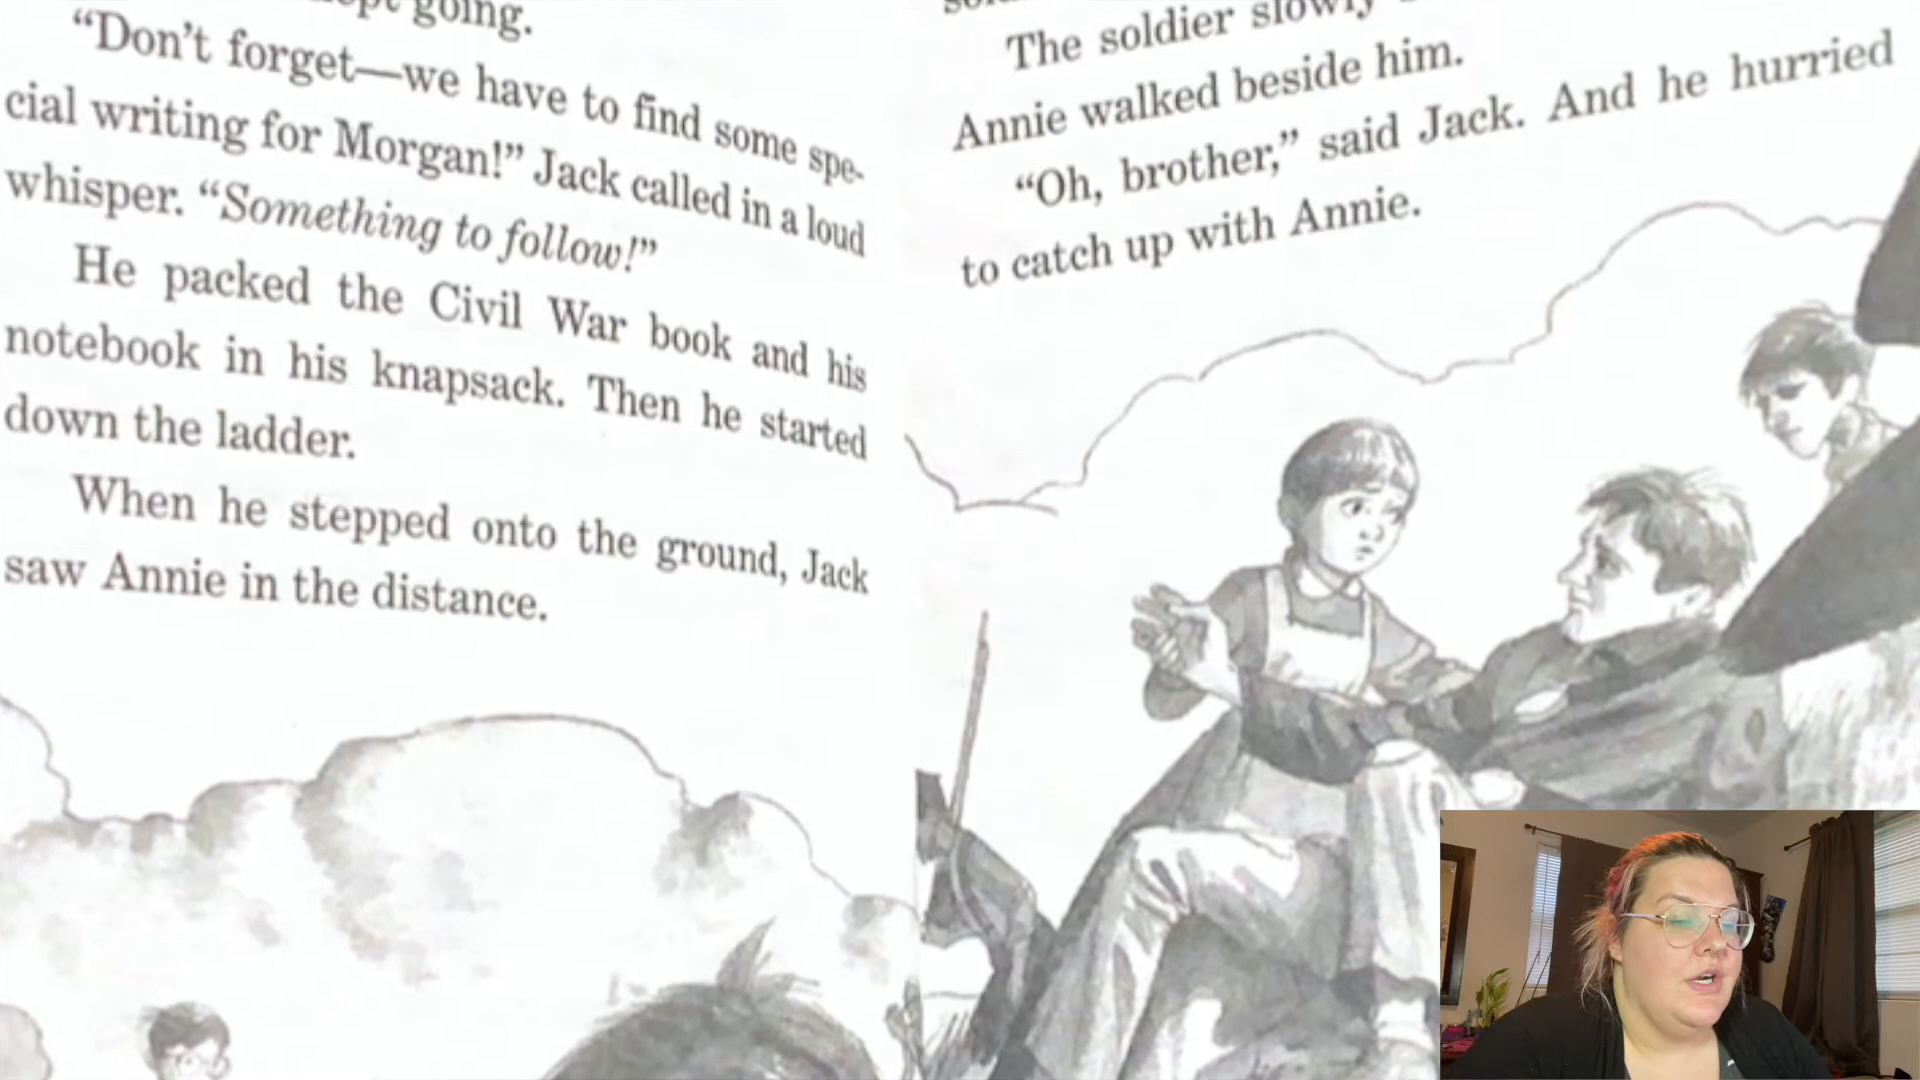 going.
“Don’t forget—we have to find some spe-
cial writing for Morgan!” Jack called in a loud
whisper. “Something to follow!”
He packed the Civil War book and his
notebook in his knapsack. Then he started
down the ladder.
When he stepped onto the ground, Jack
saw Annie in the distance.
The soldier slowly
Annie walked beside him.
“Oh, brother,” said Jack. And he hurried
to catch up with Annie.